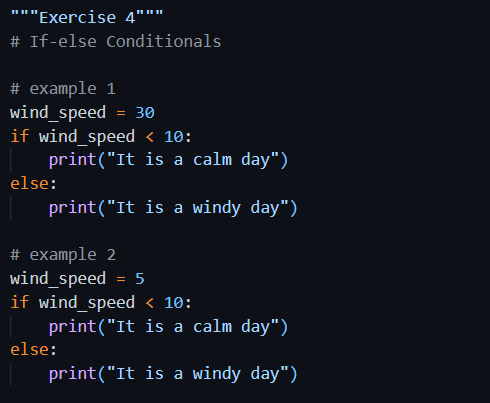 """Exercise 4"""
# If-else Conditionals

# example 1
wind_speed = 30
if wind_speed < 10:
    print("It is a calm day")
else:
    print("It is a windy day")

# example 2
wind_speed = 5
if wind_speed < 10:
    print("It is a calm day")
else:
    print("It is a windy day")